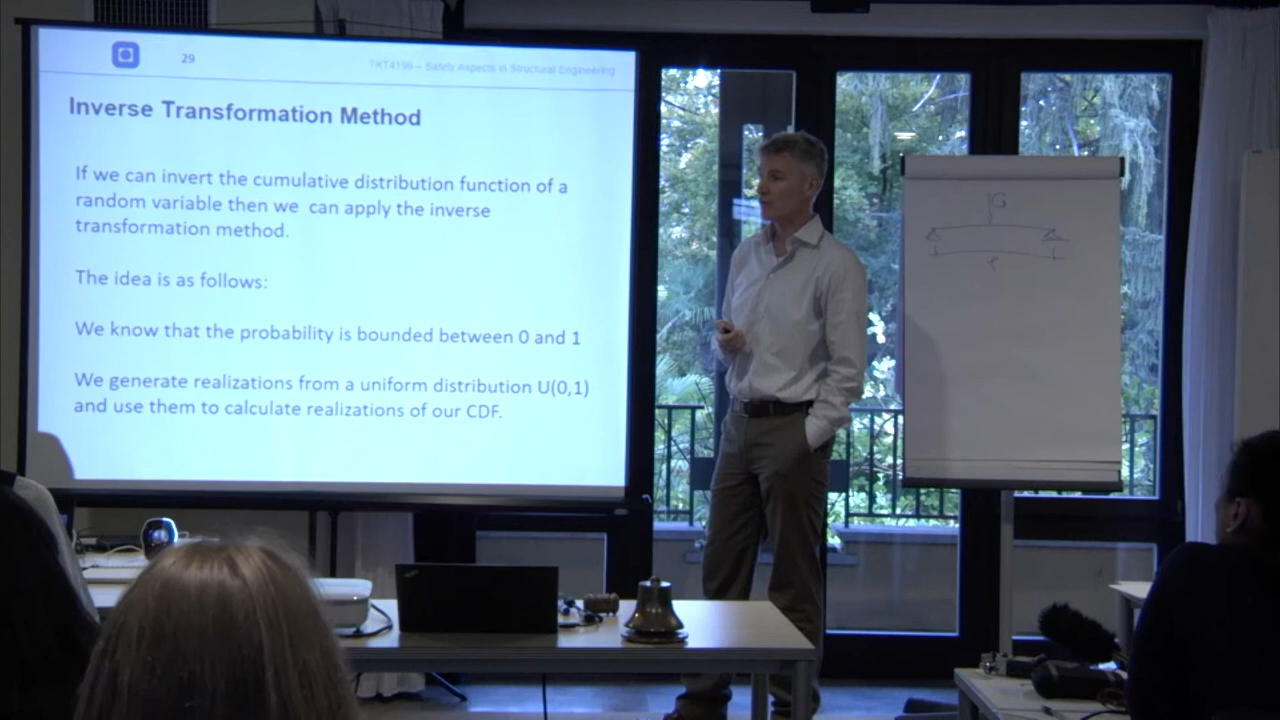 29
TKT4196 – Safety Aspects in Structural Engineering
Inverse Transformation Method
If we can invert the cumulative distribution function of a
random variable then we can apply the inverse
transformation method.
The idea is as follows:
We know that the probability is bounded between 0 and 1
We generate realizations from a uniform distribution U(0,1)
and use them to calculate realizations of our CDF.
G